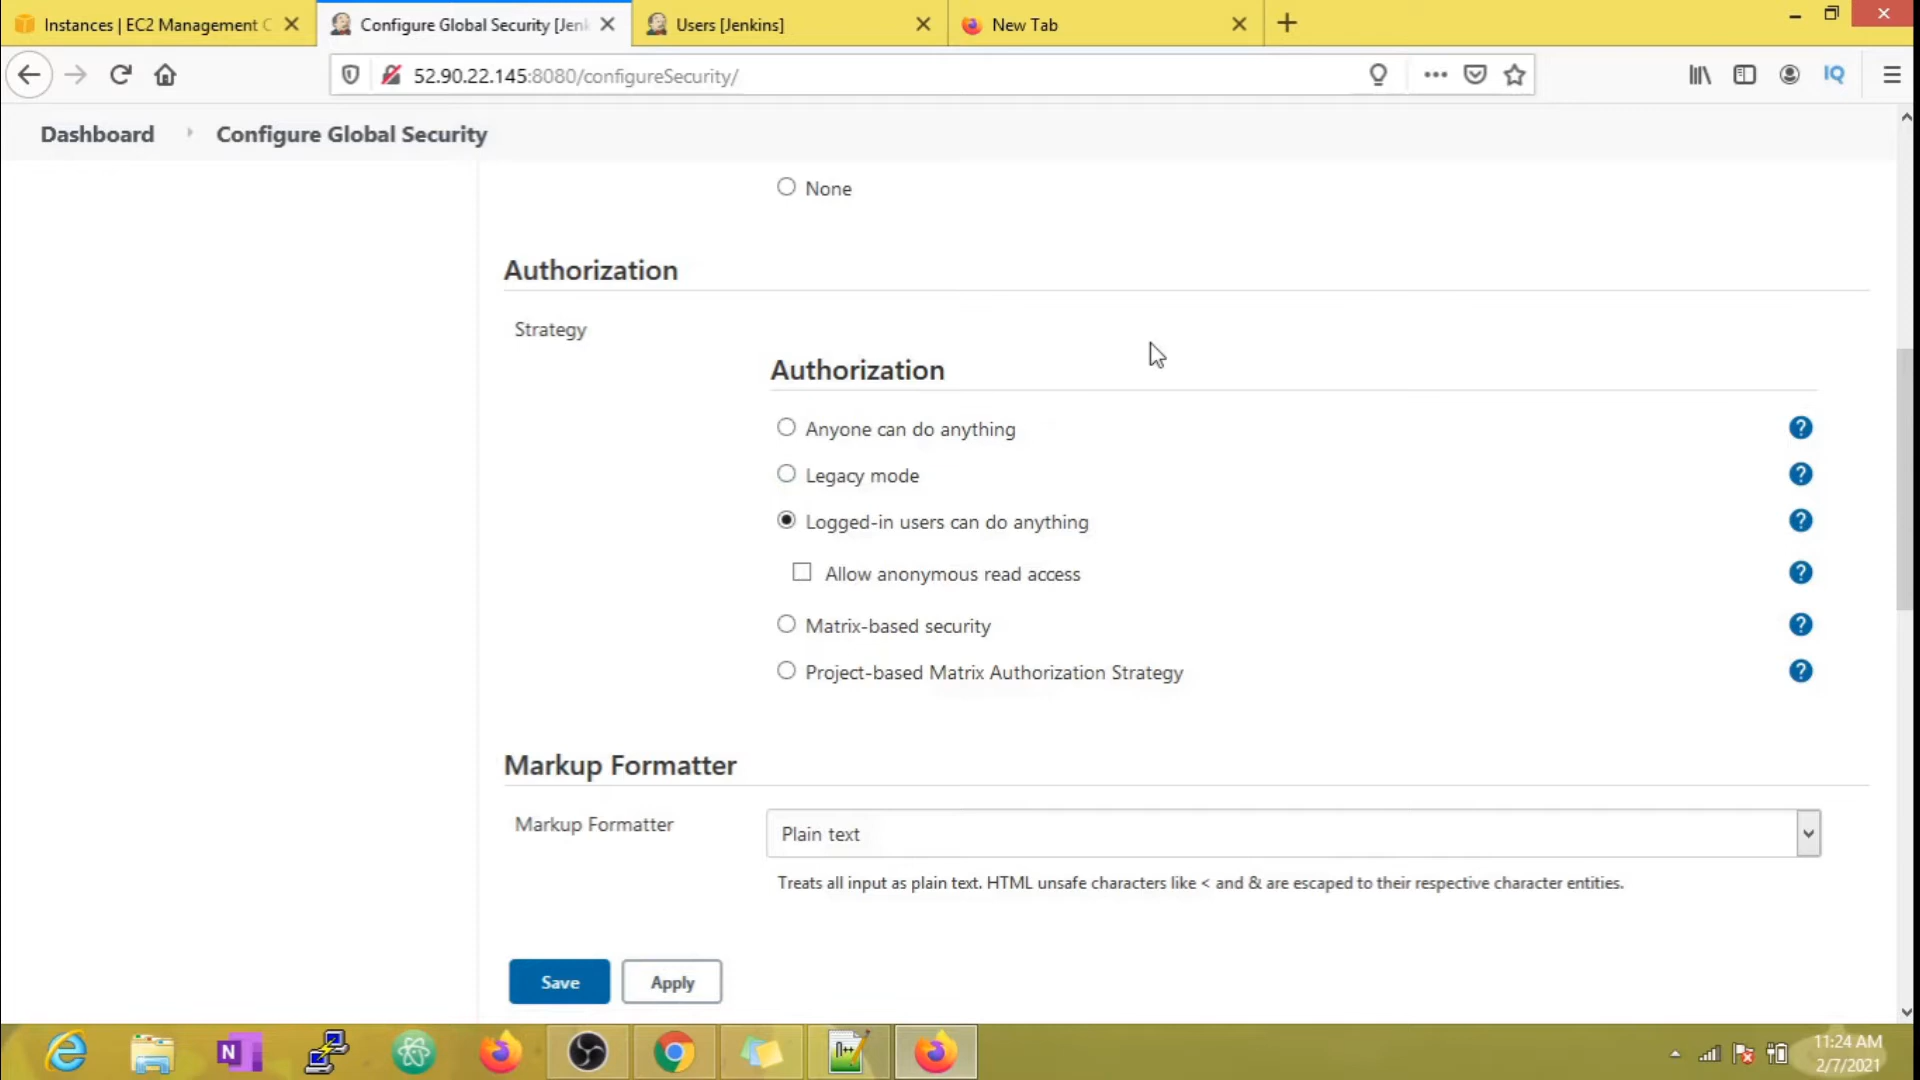 Instances | EC2 Management C
Configure Global Security [Jenk
Users [Jenkins]
New Tab
52.90.22.145:8080/configureSecurity/
IQ
Dashboard
Configure Global Security
None
Authorization
Strategy
Authorization
Anyone can do anything
?
Legacy mode
?
Logged-in users can do anything
?
Allow anonymous read access
?
Matrix-based security
?
Project-based Matrix Authorization Strategy
?
Markup Formatter
Markup Formatter
Plain text
Treats all input as plain text. HTML unsafe characters like < and & are escaped to their respective character entities.
Save
Apply
N
11:24 AM
2/7/2021